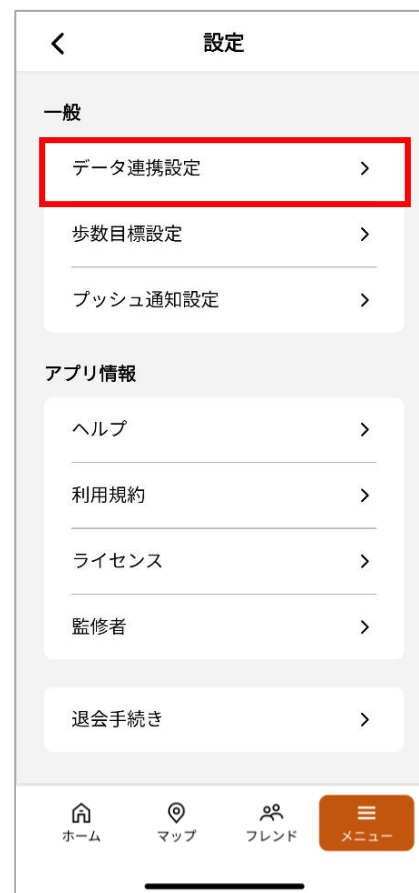 設定
一般
データ連携設定
歩数目標設定
プッシュ通知設定
アプリ情報
ヘルプ
利用規約
ライセンス
監修者
退会手続き
ホーム マップ フレンド メニュー